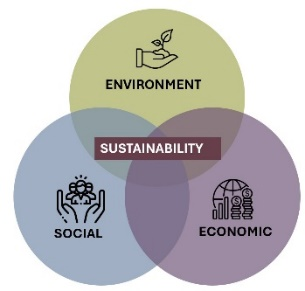 ENVIRONMENT
SUSTAINABILITY
SOCIAL
ECONOMIC